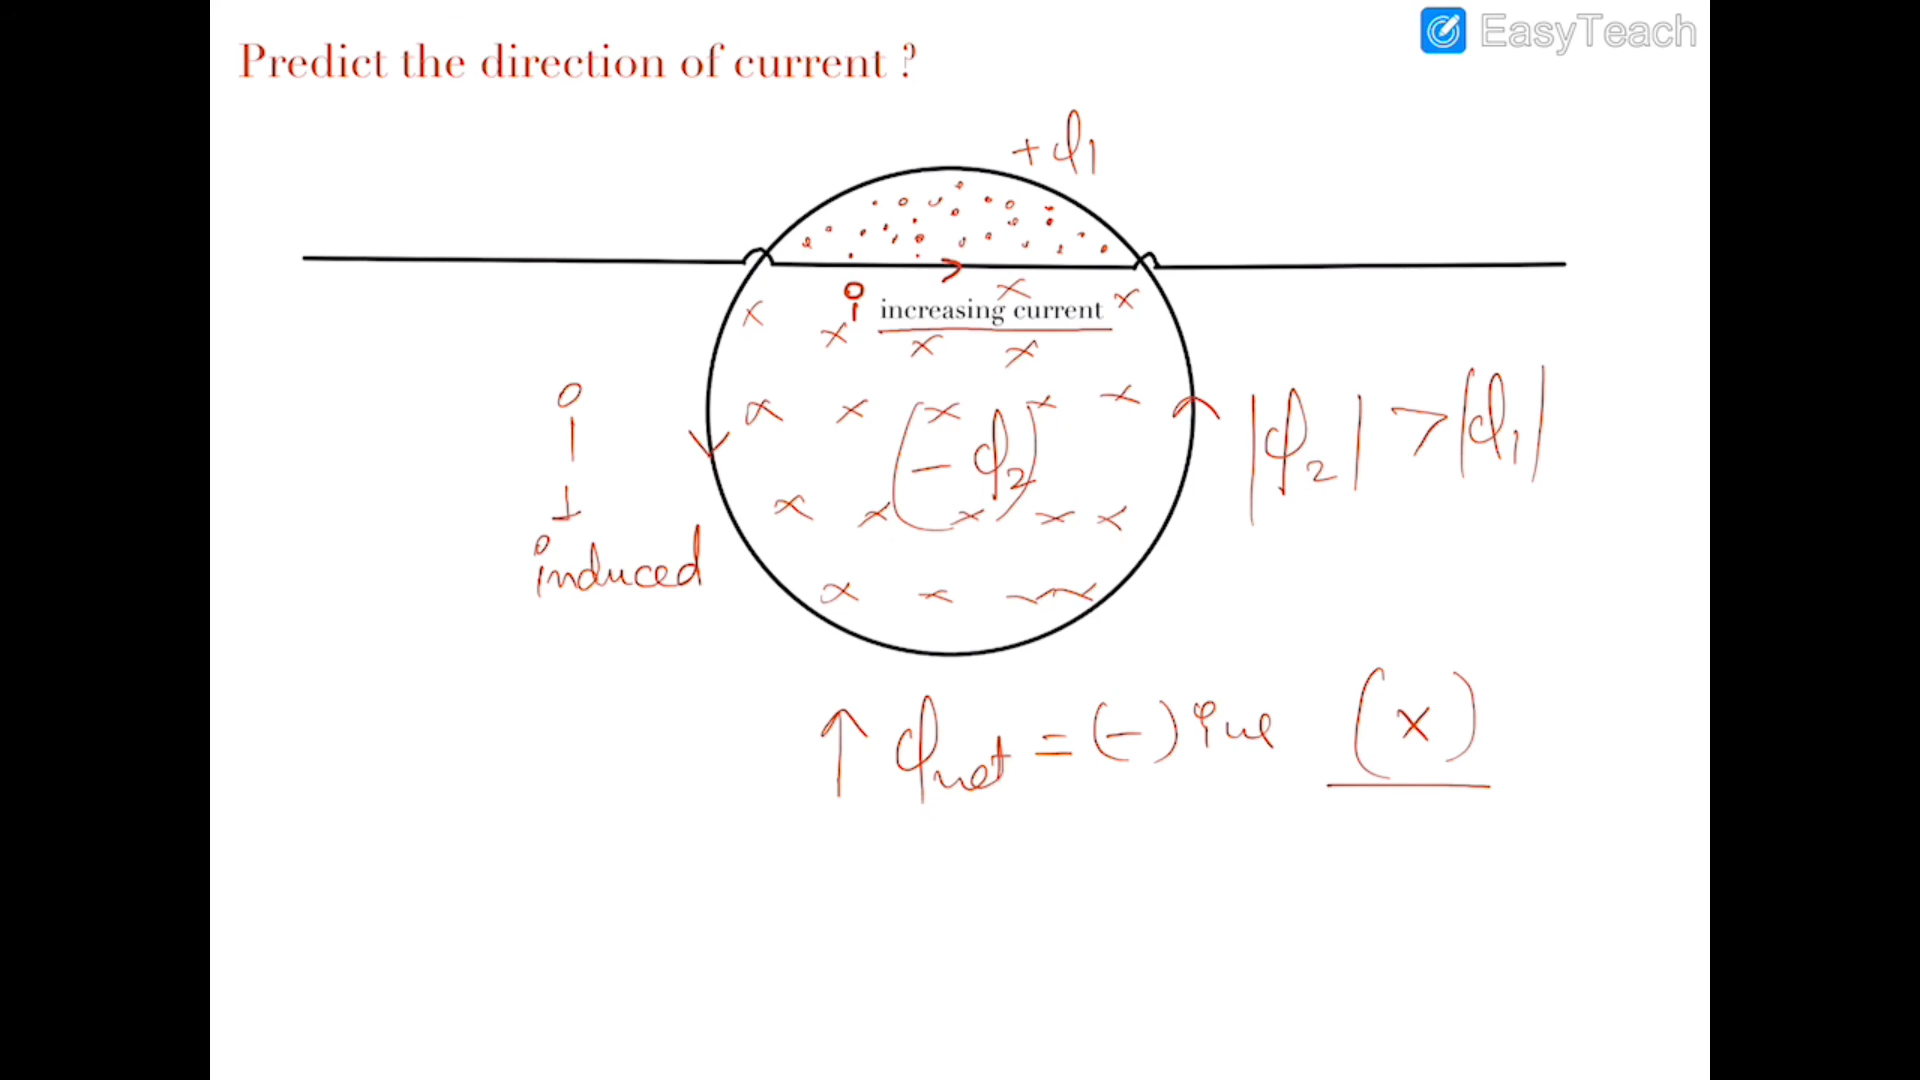 EasyTeach
Predict the direction of current ?
+ φ₁
i increasing current
i
induced
(- φ₂)
|φ₂| > |φ₁|
↑ φnet = (-) ive (x)